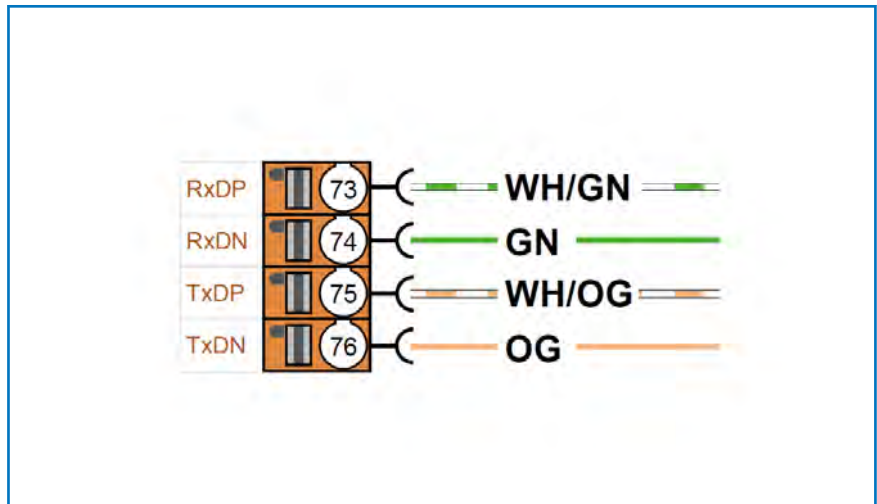 RxDP 73 WH/GN
RxDN 74 GN
TxDP 75 WH/OG
TxDN 76 OG